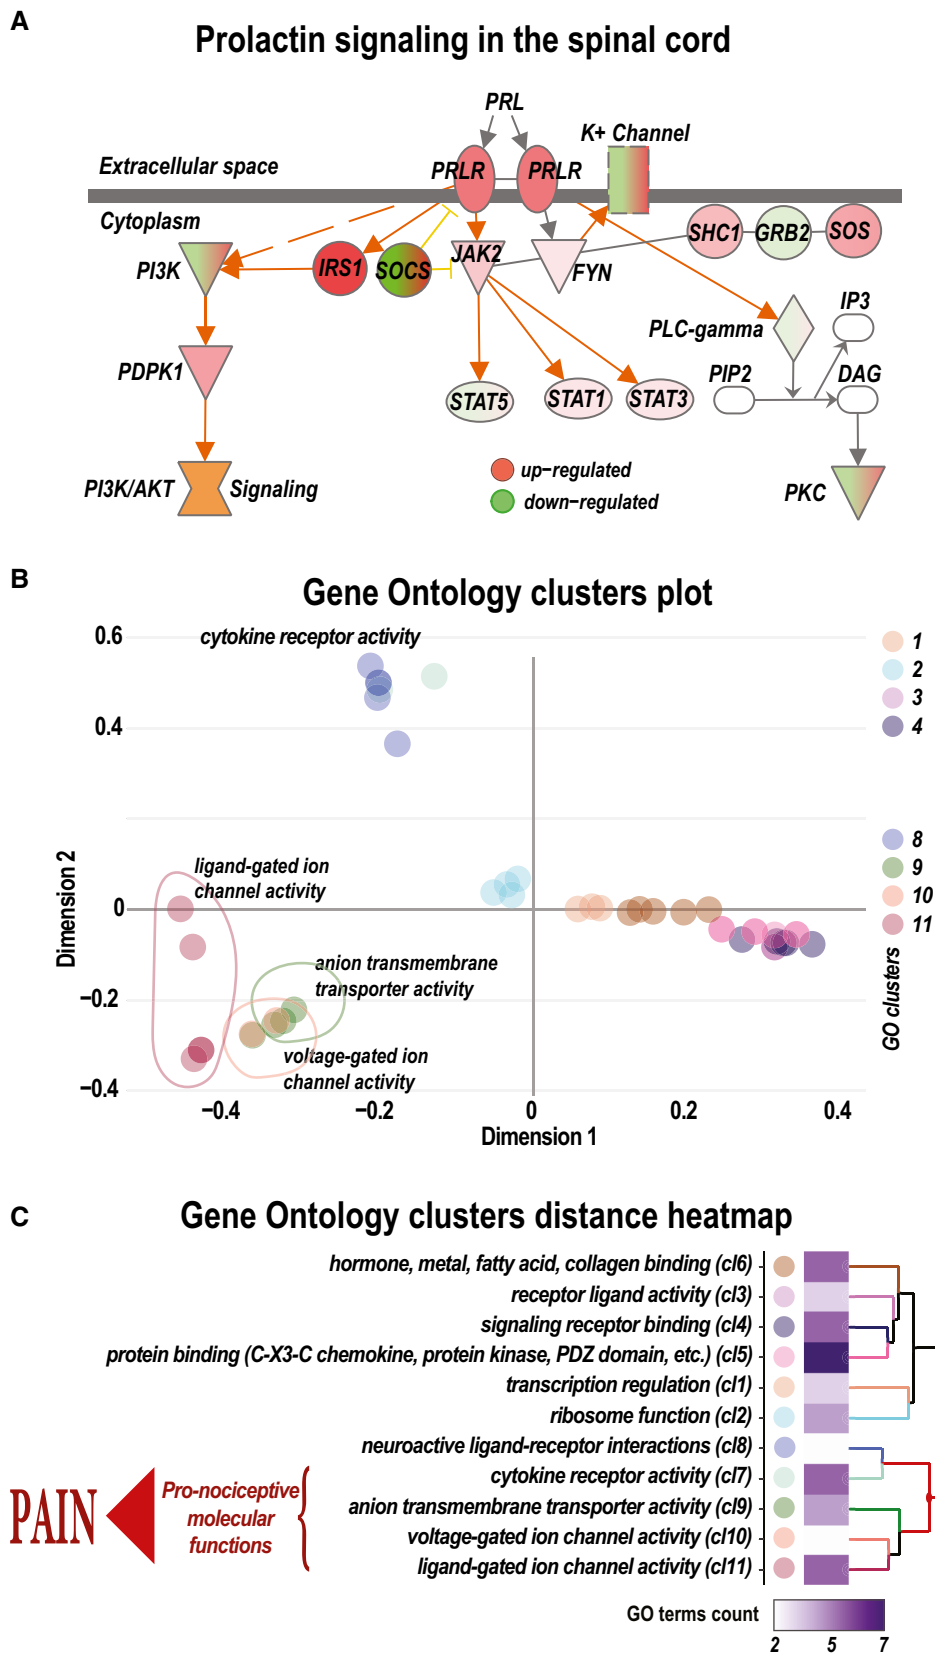 A
Prolactin signaling in the spinal cord
PRL
K+ Channel
Extracellular space
PRLR
PRLR
Cytoplasm
SHC1
GRB2
SOS
PI3K
IRS1
SOCS
JAK2
FYN
IP3
PLC-gamma
PDPK1
PIP2
DAG
STAT5
STAT1
STAT3
up-regulated
PI3K/AKT
Signaling
PKC
down-regulated
B
Gene Ontology clusters plot
0.6
cytokine receptor activity
1
2
3
0.4
4
8
ligand-gated ion
channel activity
9
10
0
11
Dimension 2
anion transmembrane
transporter activity
−0.2
GO clusters
voltage-gated ion
channel activity
−0.4
−0.4
−0.2
0
0.2
0.4
Dimension 1
C
Gene Ontology clusters distance heatmap
hormone, metal, fatty acid, collagen binding (cl6)
receptor ligand activity (cl3)
signaling receptor binding (cl4)
protein binding (C-X3-C chemokine, protein kinase, PDZ domain, etc.) (cl5)
transcription regulation (cl1)
ribosome function (cl2)
neuroactive ligand-receptor interactions (cl8)
cytokine receptor activity (cl7)
anion transmembrane transporter activity (cl9)
voltage-gated ion channel activity (cl10)
ligand-gated ion channel activity (cl11)
PAIN
Pro-nociceptive
molecular
functions
GO terms count
2
5
7